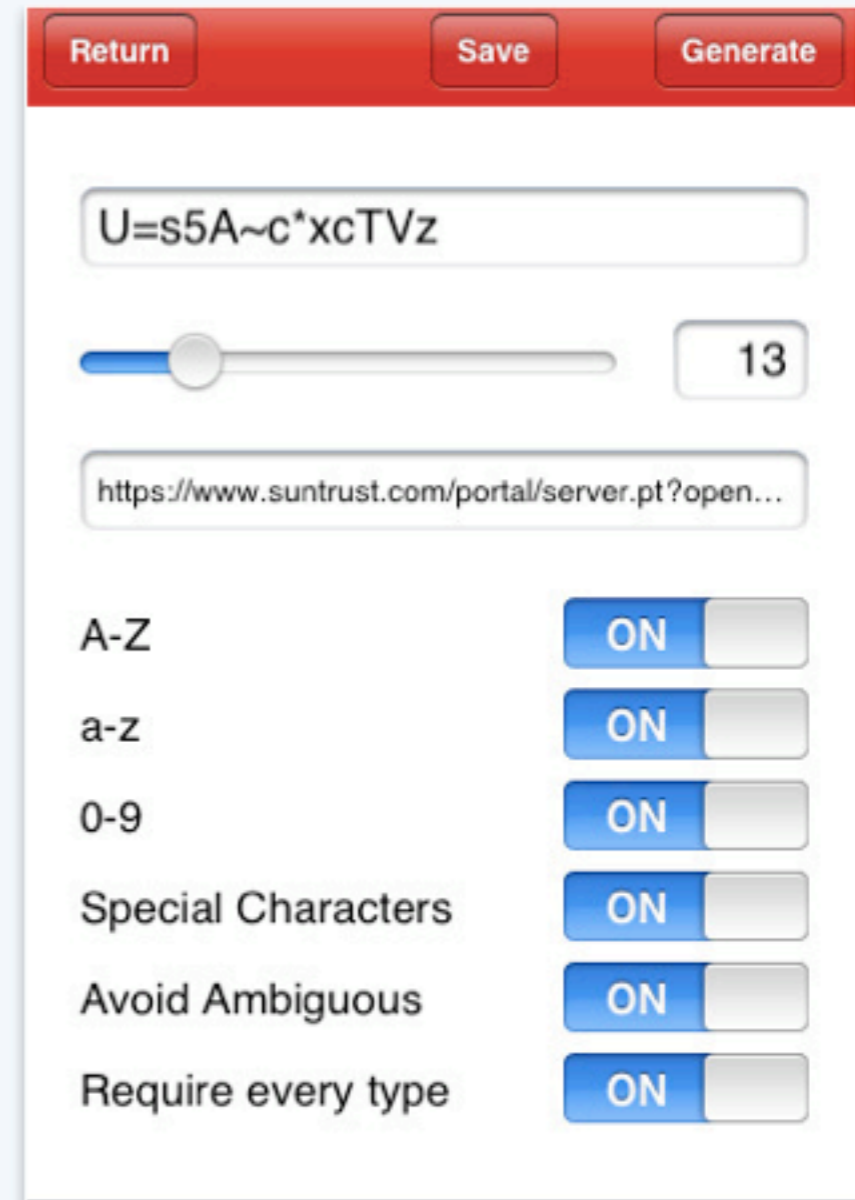 Return Save Generate
U=s5A~c*xcTVz
13
https://www.suntrust.com/portal/server.pt?open...
A-Z ON
a-z ON
0-9 ON
Special Characters ON
Avoid Ambiguous ON
Require every type ON